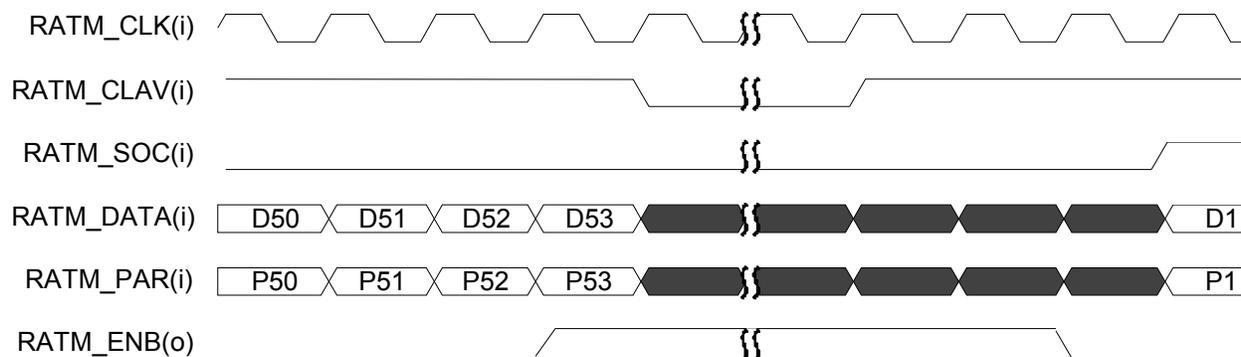 RATM_CLK(i)
RATM_CLAV(i)
RATM_SOC(i)
RATM_DATA(i) D50 D51 D52 D53 D1
RATM_PAR(i) P50 P51 P52 P53 P1
RATM_ENB(o)